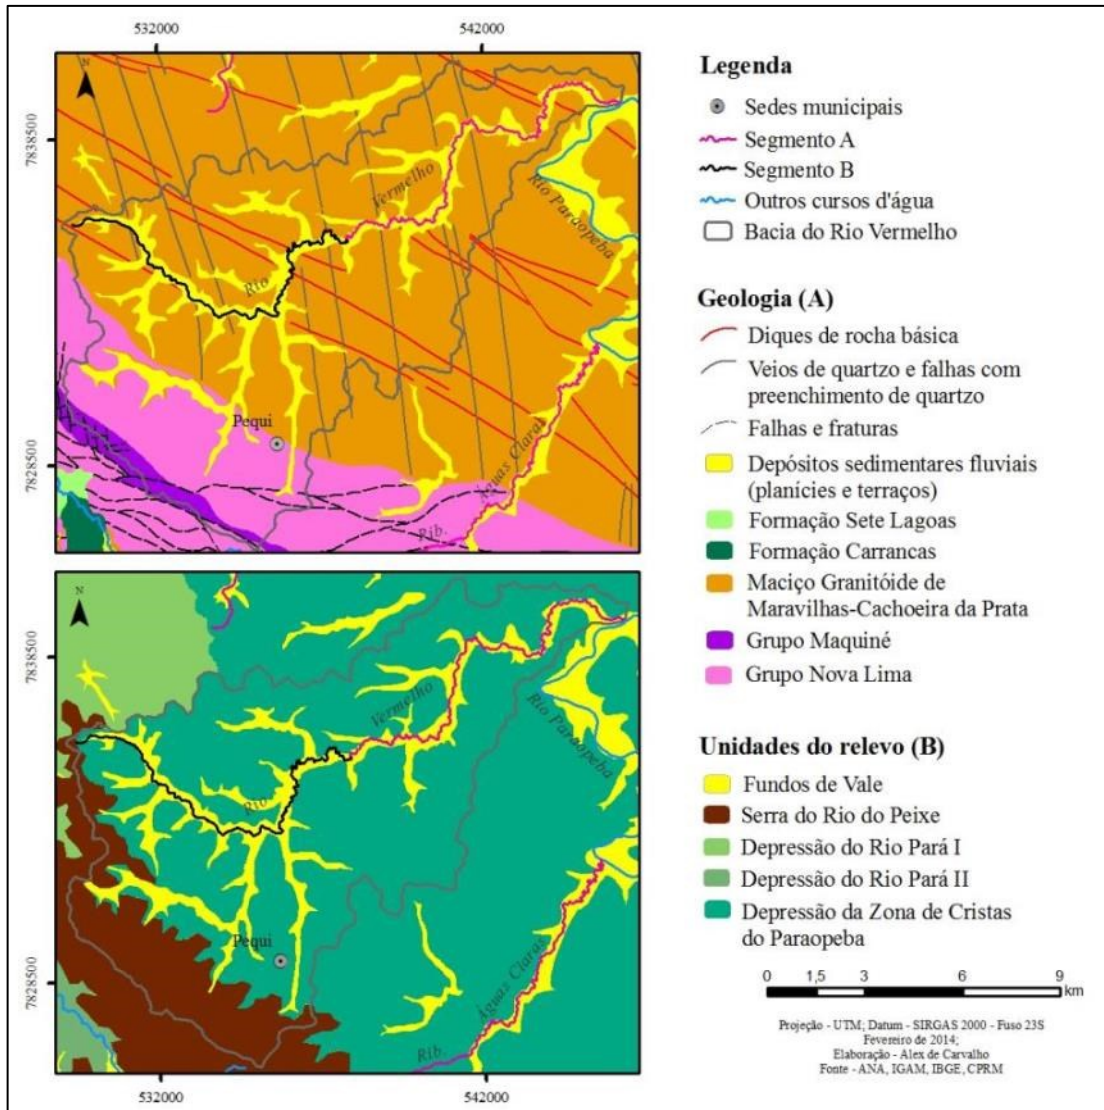 532000
542000
N
7838500
7828500
Vermelho
Rio Paraopeba
Rio
Pequi
Águas Claras
Rib.
N
7838500
7828500
Vermelho
Rio Paraopeba
Rio
Pequi
Águas Claras
Rib.
532000
542000
Legenda
Sedes municipais
Segmento A
Segmento B
Outros cursos d'água
Bacia do Rio Vermelho
Geologia (A)
Diques de rocha básica
Veios de quartzo e falhas com
preenchimento de quartzo
Falhas e fraturas
Depósitos sedimentares fluviais
(planícies e terraços)
Formação Sete Lagoas
Formação Carrancas
Maciço Granitóide de
Maravilhas-Cachoeira da Prata
Grupo Maquiné
Grupo Nova Lima
Unidades do relevo (B)
Fundos de Vale
Serra do Rio do Peixe
Depressão do Rio Pará I
Depressão do Rio Pará II
Depressão da Zona de Cristas
do Paraopeba
0 1,5 3 6 9
km
Projeção - UTM; Datum - SIRGAS 2000 - Fuso 23S
Fevereiro de 2014;
Elaboração - Alex de Carvalho
Fonte - ANA, IGAM, IBGE, CPRM